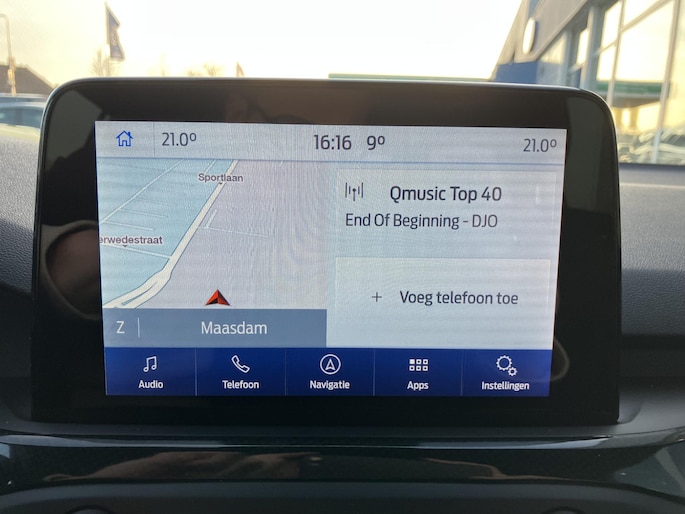 21.0° 16:16 9° 21.0°
Sportlaan
erwedestraat
Z Maasdam
Qmusic Top 40
End Of Beginning - DJO
+ Voeg telefoon toe
Audio Telefoon Navigatie Apps Instellingen